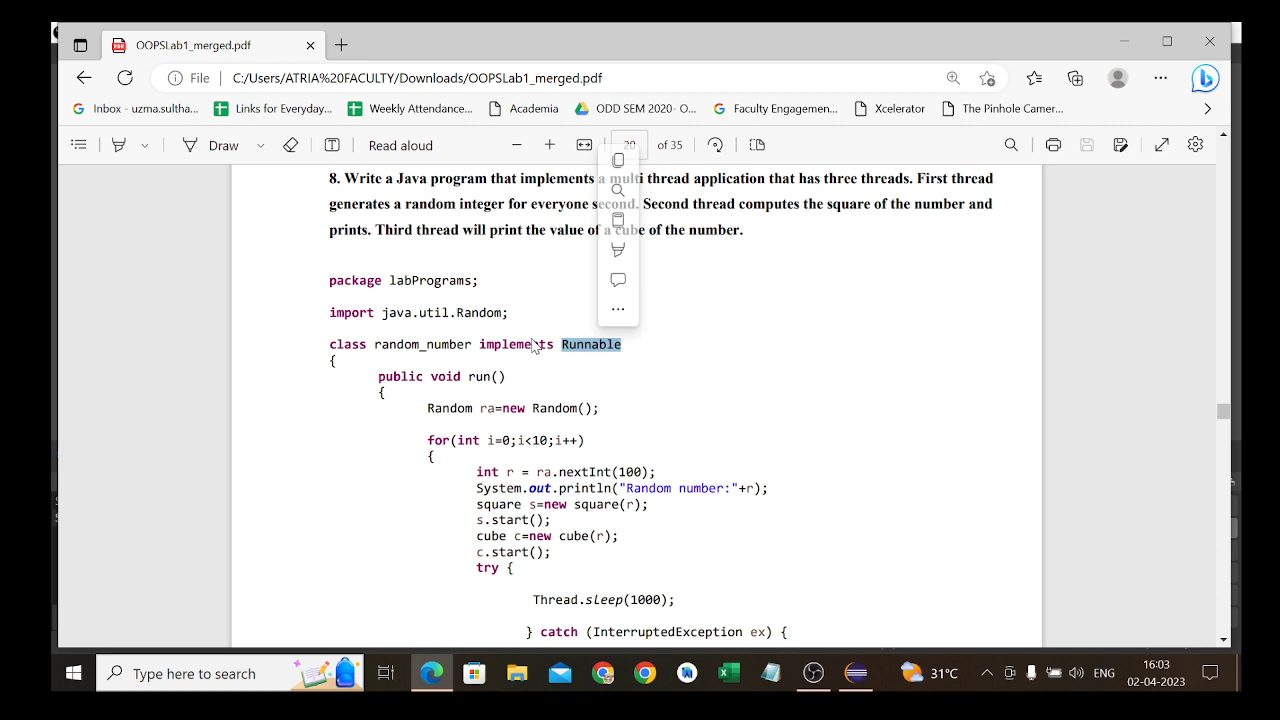 OOPSLab1_merged.pdf
File
C:/Users/ATRIA%20FACULTY/Downloads/OOPSLab1_merged.pdf
Inbox - uzma.sultha...
Links for Everyday...
Weekly Attendance...
Academia
ODD SEM 2020- O...
Faculty Engagemen...
Xcelerator
The Pinhole Camer...
Draw
Read aloud
20 of 35
8. Write a Java program that implements a multi thread application that has three threads. First thread
generates a random integer for everyone second. Second thread computes the square of the number and
prints. Third thread will print the value of a cube of the number.
package labPrograms;
import java.util.Random;
class random_number implements Runnable
{
public void run()
{
Random ra=new Random();
for(int i=0;i<10;i++)
{
int r = ra.nextInt(100);
System.out.println("Random number:"+r);
square s=new square(r);
s.start();
cube c=new cube(r);
c.start();
try {
Thread.sleep(1000);
} catch (InterruptedException ex) {
Type here to search
31°C
ENG
16:03
02-04-2023